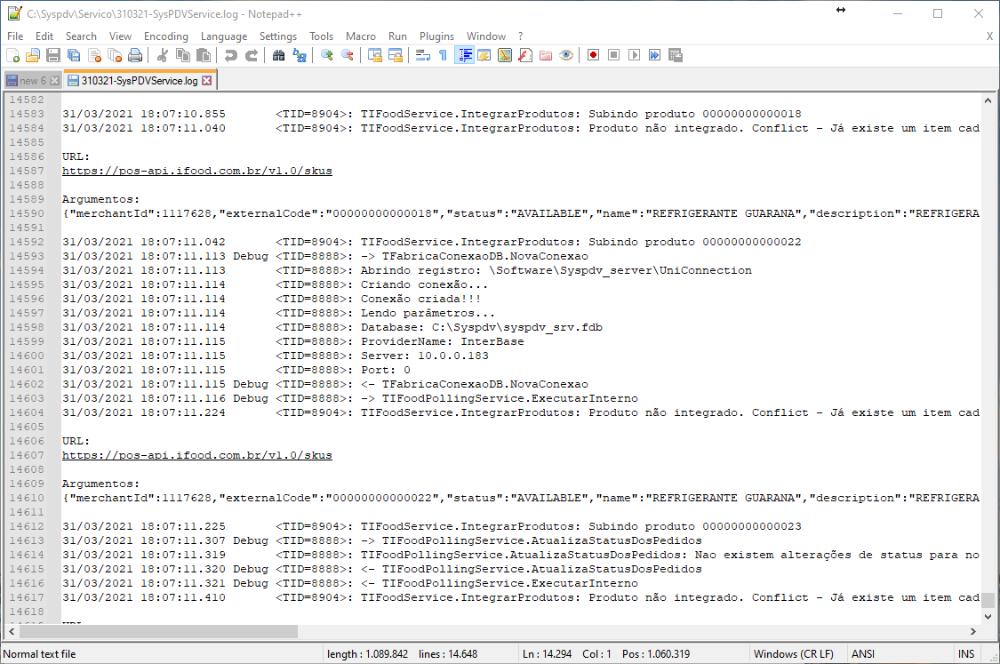 C:\Syspdv\Servico\310321-SysPDVService.log - Notepad++
File Edit Search View Encoding Language Settings Tools Macro Run Plugins Window ? X
new 6 310321-SysPDVService.log
14582
14583 31/03/2021 18:07:10.855 <TID=8904>: TIFoodService.IntegrarProdutos: Subindo produto 00000000000018
14584 31/03/2021 18:07:11.040 <TID=8904>: TIFoodService.IntegrarProdutos: Produto não integrado. Conflict - Já existe um item cad
14585
14586 URL:
14587 https://pos-api.ifood.com.br/v1.0/skus
14588
14589 Argumentos:
14590 {"merchantId":1117628,"externalCode":"00000000000018","status":"AVAILABLE","name":"REFRIGERANTE GUARANA","description":"REFRIGERA
14591
14592 31/03/2021 18:07:11.042 <TID=8904>: TIFoodService.IntegrarProdutos: Subindo produto 00000000000022
14593 31/03/2021 18:07:11.113 Debug <TID=8888>: -> TFabricaConexaoDB.NovaConexao
14594 31/03/2021 18:07:11.113 <TID=8888>: Abrindo registro: \Software\Syspdv_server\UniConnection
14595 31/03/2021 18:07:11.114 <TID=8888>: Criando conexão...
14596 31/03/2021 18:07:11.114 <TID=8888>: Conexão criada!!!
14597 31/03/2021 18:07:11.114 <TID=8888>: Lendo parâmetros...
14598 31/03/2021 18:07:11.114 <TID=8888>: Database: C:\Syspdv\syspdv_srv.fdb
14599 31/03/2021 18:07:11.115 <TID=8888>: ProviderName: InterBase
14600 31/03/2021 18:07:11.115 <TID=8888>: Server: 10.0.0.183
14601 31/03/2021 18:07:11.115 <TID=8888>: Port: 0
14602 31/03/2021 18:07:11.115 Debug <TID=8888>: <- TFabricaConexaoDB.NovaConexao
14603 31/03/2021 18:07:11.116 Debug <TID=8888>: -> TIFoodPollingService.ExecutarInterno
14604 31/03/2021 18:07:11.224 <TID=8904>: TIFoodService.IntegrarProdutos: Produto não integrado. Conflict - Já existe um item cad
14605
14606 URL:
14607 https://pos-api.ifood.com.br/v1.0/skus
14608
14609 Argumentos:
14610 {"merchantId":1117628,"externalCode":"00000000000022","status":"AVAILABLE","name":"REFRIGERANTE GUARANA","description":"REFRIGERA
14611
14612 31/03/2021 18:07:11.225 <TID=8904>: TIFoodService.IntegrarProdutos: Subindo produto 00000000000023
14613 31/03/2021 18:07:11.307 Debug <TID=8888>: -> TIFoodPollingService.AtualizaStatusDosPedidos
14614 31/03/2021 18:07:11.319 <TID=8888>: TIFoodPollingService.AtualizaStatusDosPedidos: Nao existem alterações de status para no
14615 31/03/2021 18:07:11.320 Debug <TID=8888>: <- TIFoodPollingService.AtualizaStatusDosPedidos
14616 31/03/2021 18:07:11.321 Debug <TID=8888>: <- TIFoodPollingService.ExecutarInterno
14617 31/03/2021 18:07:11.410 <TID=8904>: TIFoodService.IntegrarProdutos: Produto não integrado. Conflict - Já existe um item cad
14618
Normal text file length : 1.089.842 lines : 14.648 Ln : 14.294 Col : 1 Pos : 1.060.319 Windows (CR LF) ANSI INS